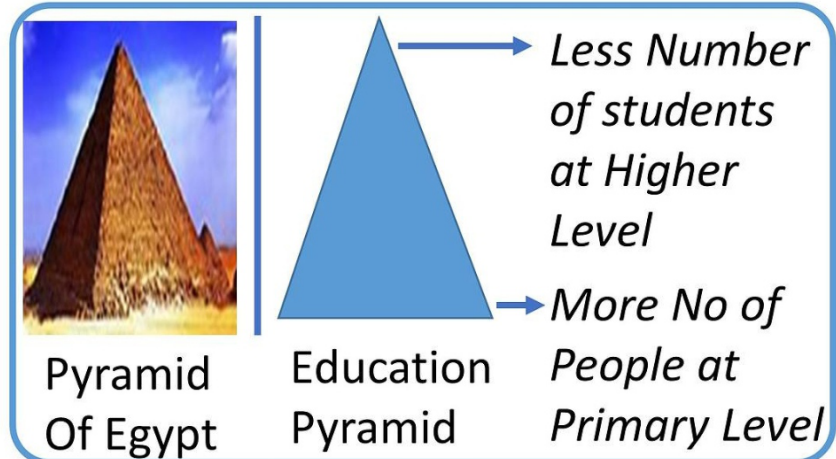 Pyramid
Of Egypt
Education
Pyramid
Less Number
of students
at Higher
Level
More No of
People at
Primary Level